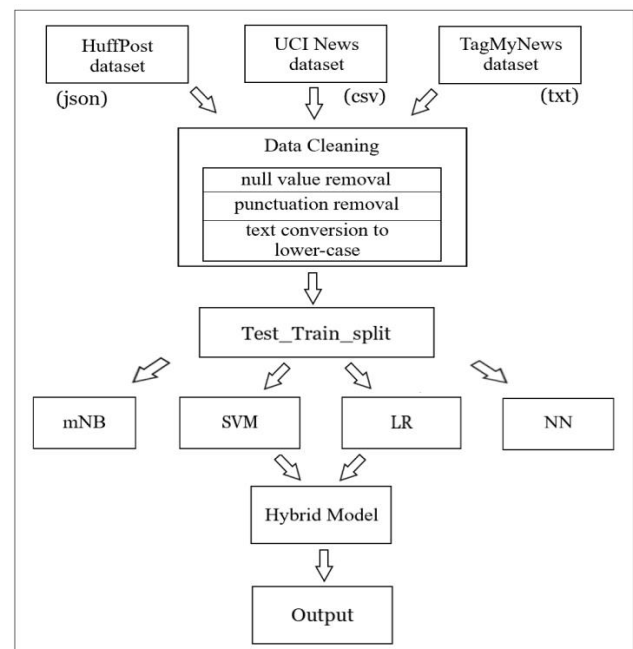 HuffPost
dataset
UCI News
dataset
TagMyNews
dataset
(json)
(csv)
(txt)
Data Cleaning
null value removal
punctuation removal
text conversion to
lower-case
Test_Train_split
mNB
SVM
LR
NN
Hybrid Model
Output